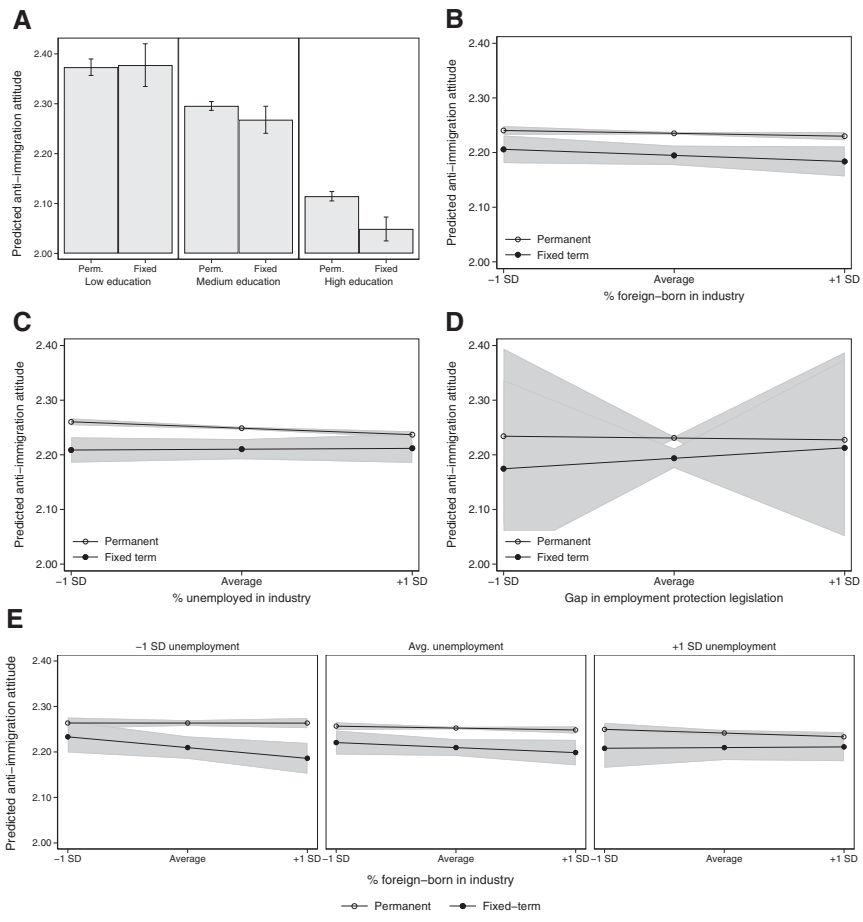 A
Predicted anti−immigration attitude
2.40
2.30
2.20
2.10
2.00
Perm. Fixed Perm. Fixed Perm. Fixed
Low education Medium education High education
B
Predicted anti−immigration attitude
2.40
2.30
2.20
2.10
2.00
Permanent
Fixed term
−1 SD Average +1 SD
% foreign−born in industry
C
Predicted anti−immigration attitude
2.40
2.30
2.20
2.10
2.00
Permanent
Fixed term
−1 SD Average +1 SD
% unemployed in industry
D
Predicted anti−immigration attitude
2.40
2.30
2.20
2.10
2.00
Permanent
Fixed term
−1 SD Average +1 SD
Gap in employment protection legislation
E
Predicted anti−immigration attitude
−1 SD unemployment Avg. unemployment +1 SD unemployment
2.40
2.30
2.20
2.10
2.00
−1 SD Average +1 SD −1 SD Average +1 SD −1 SD Average +1 SD
% foreign−born in industry
Permanent Fixed−term